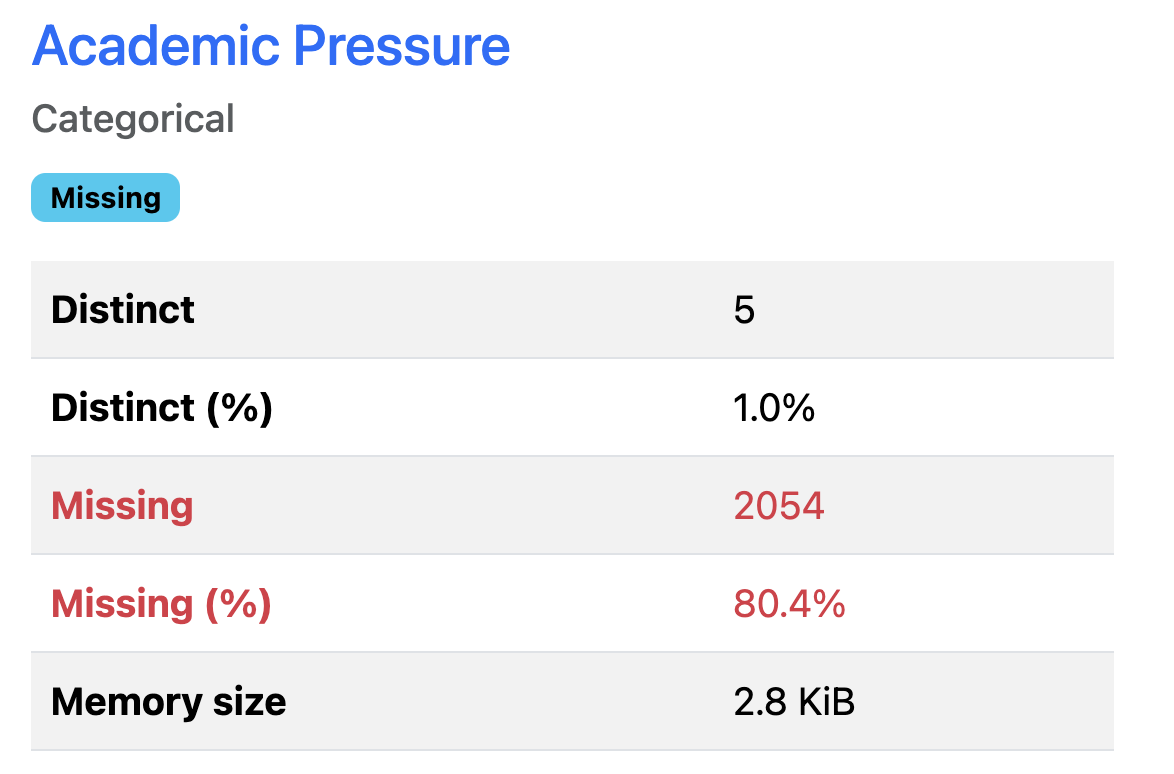 Academic Pressure
Categorical
Missing
Distinct 5
Distinct (%) 1.0%
Missing 2054
Missing (%) 80.4%
Memory size 2.8 KiB